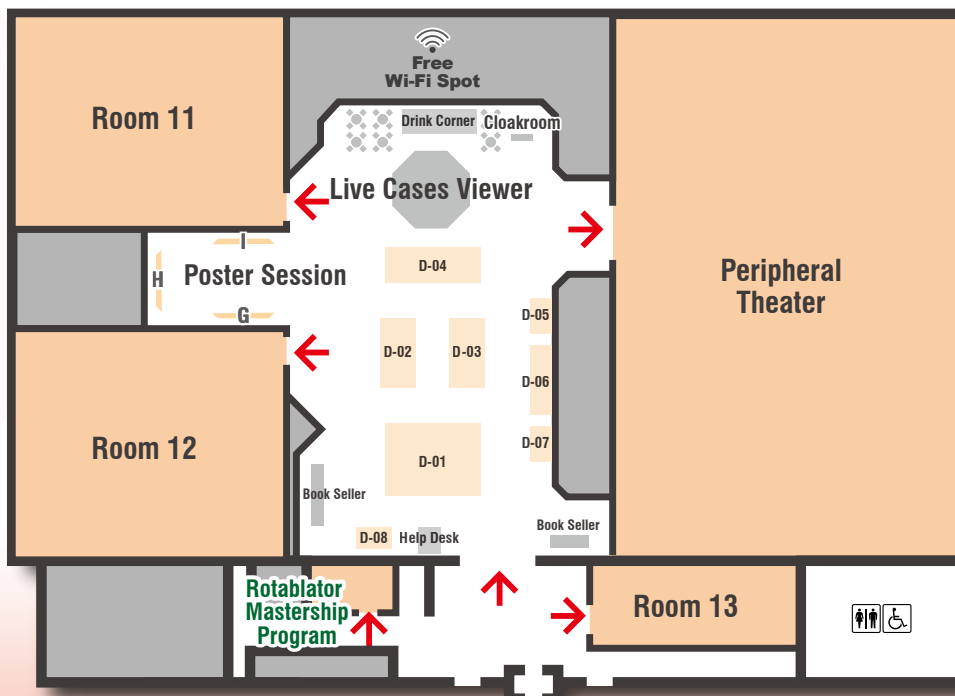 Free
Wi-Fi Spot
Room 11
Drink Corner
Cloakroom
Live Cases Viewer
I
H
Poster Session
G
D-04
Peripheral
Theater
D-05
D-02
D-03
D-06
Room 12
D-07
D-01
Book Seller
D-08
Help Desk
Book Seller
Rotablator
Mastership
Program
Room 13